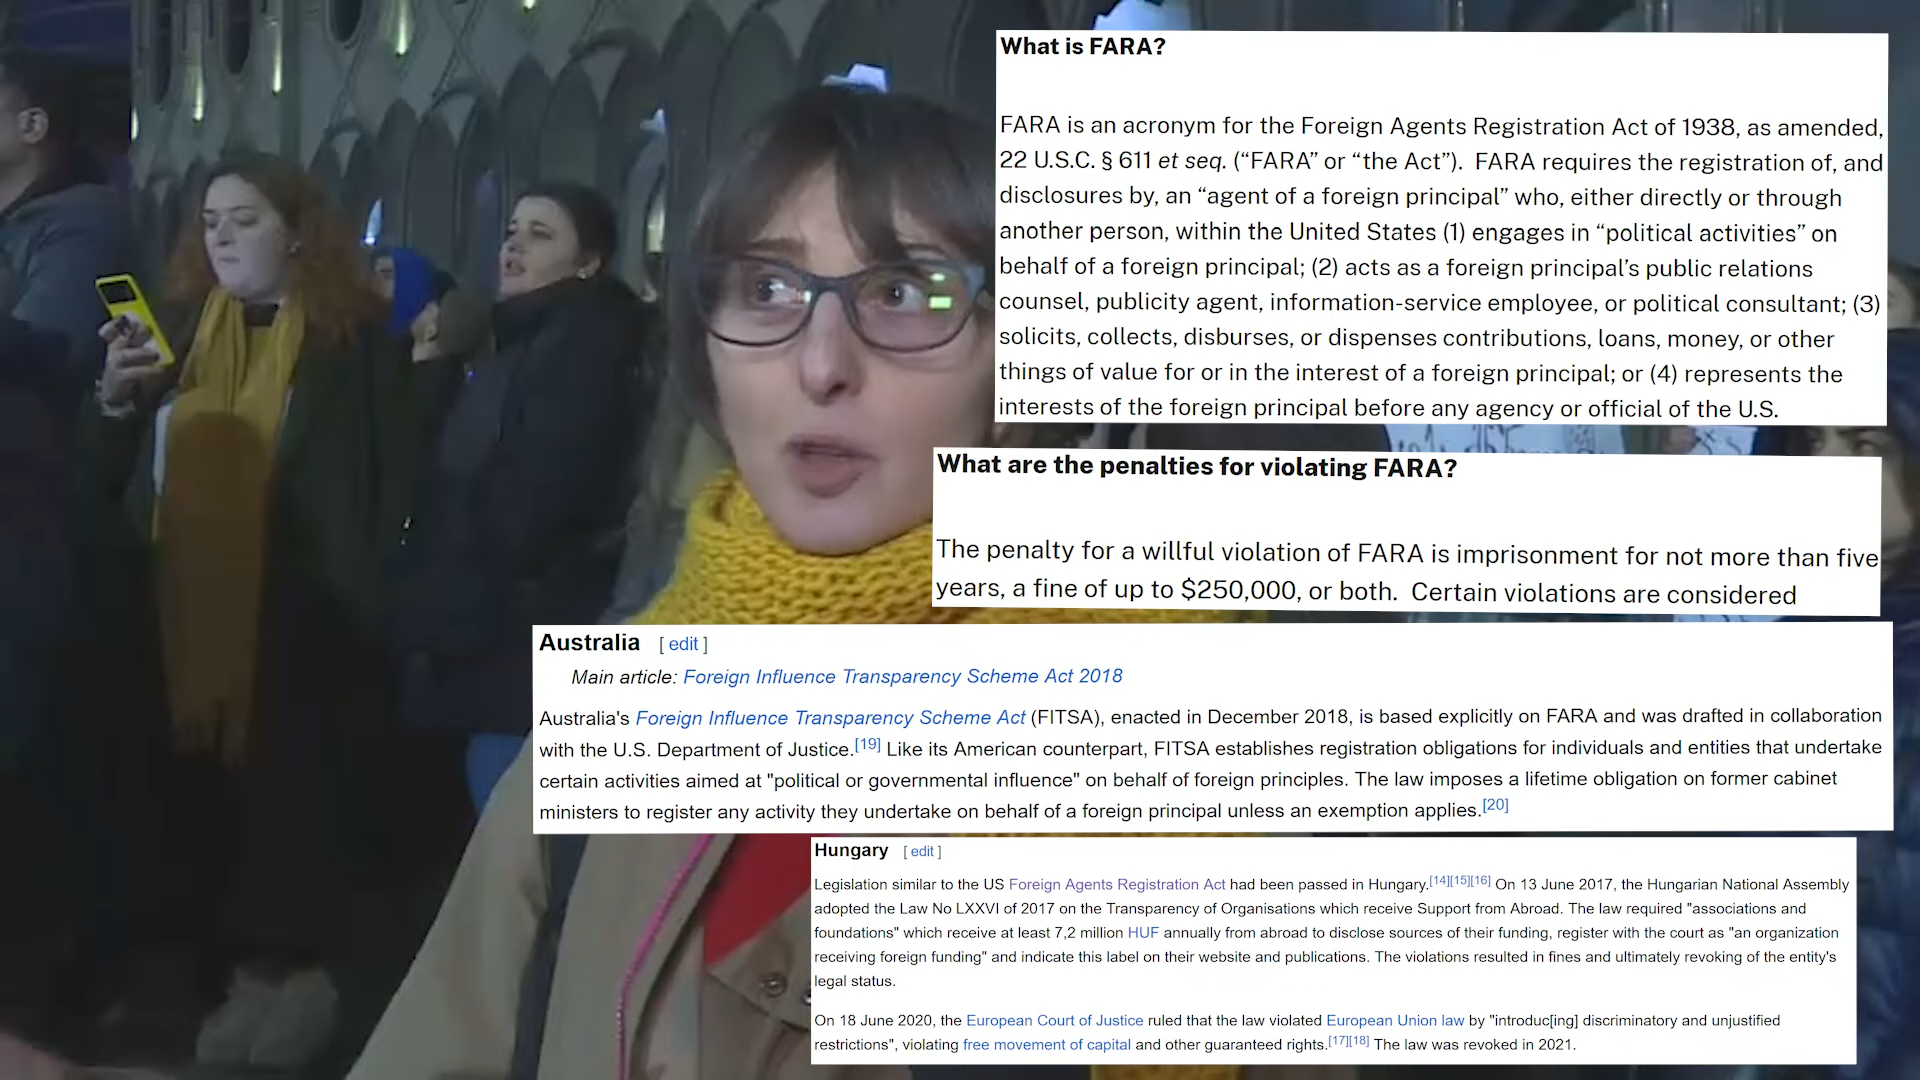 What is FARA?
FARA is an acronym for the Foreign Agents Registration Act of 1938, as amended,
22 U.S.C. § 611 et seq. (“FARA” or “the Act”).  FARA requires the registration of, and
disclosures by, an “agent of a foreign principal” who, either directly or through
another person, within the United States (1) engages in “political activities” on
behalf of a foreign principal; (2) acts as a foreign principal’s public relations
counsel, publicity agent, information-service employee, or political consultant; (3)
solicits, collects, disburses, or dispenses contributions, loans, money, or other
things of value for or in the interest of a foreign principal; or (4) represents the
interests of the foreign principal before any agency or official of the U.S.
What are the penalties for violating FARA?
The penalty for a willful violation of FARA is imprisonment for not more than five
years, a fine of up to $250,000, or both.  Certain violations are considered
Australia [ edit ]
Main article: Foreign Influence Transparency Scheme Act 2018
Australia's Foreign Influence Transparency Scheme Act (FITSA), enacted in December 2018, is based explicitly on FARA and was drafted in collaboration
with the U.S. Department of Justice.[19] Like its American counterpart, FITSA establishes registration obligations for individuals and entities that undertake
certain activities aimed at "political or governmental influence" on behalf of foreign principles. The law imposes a lifetime obligation on former cabinet
ministers to register any activity they undertake on behalf of a foreign principal unless an exemption applies.[20]
Hungary [ edit ]
Legislation similar to the US Foreign Agents Registration Act had been passed in Hungary.[14][15][16] On 13 June 2017, the Hungarian National Assembly
adopted the Law No LXXVI of 2017 on the Transparency of Organisations which receive Support from Abroad. The law required "associations and
foundations" which receive at least 7,2 million HUF annually from abroad to disclose sources of their funding, register with the court as "an organization
receiving foreign funding" and indicate this label on their website and publications. The violations resulted in fines and ultimately revoking of the entity's
legal status.
On 18 June 2020, the European Court of Justice ruled that the law violated European Union law by "introduc[ing] discriminatory and unjustified
restrictions", violating free movement of capital and other guaranteed rights.[17][18] The law was revoked in 2021.